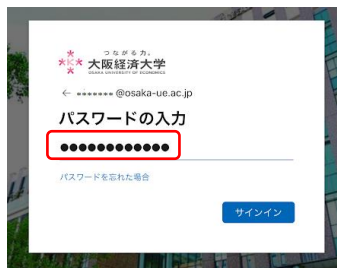 つながる力。
大阪経済大学
OSAKA UNIVERSITY OF ECONOMICS
← ******* @osaka-ue.ac.jp
パスワードの入力
●●●●●●●●●●●●
パスワードを忘れた場合
サインイン